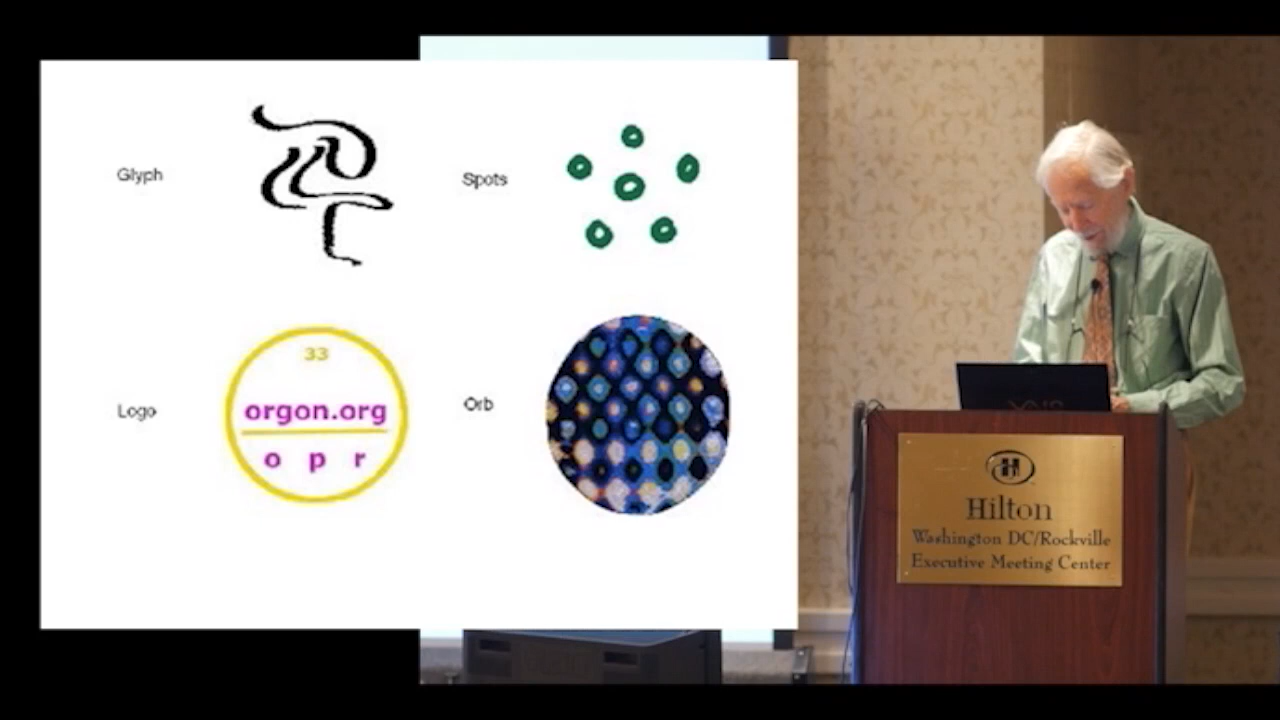 Glyph
Spots
Logo
33
orgon.org
o p r
Orb
H
Hilton
Washington DC/Rockville
Executive Meeting Center